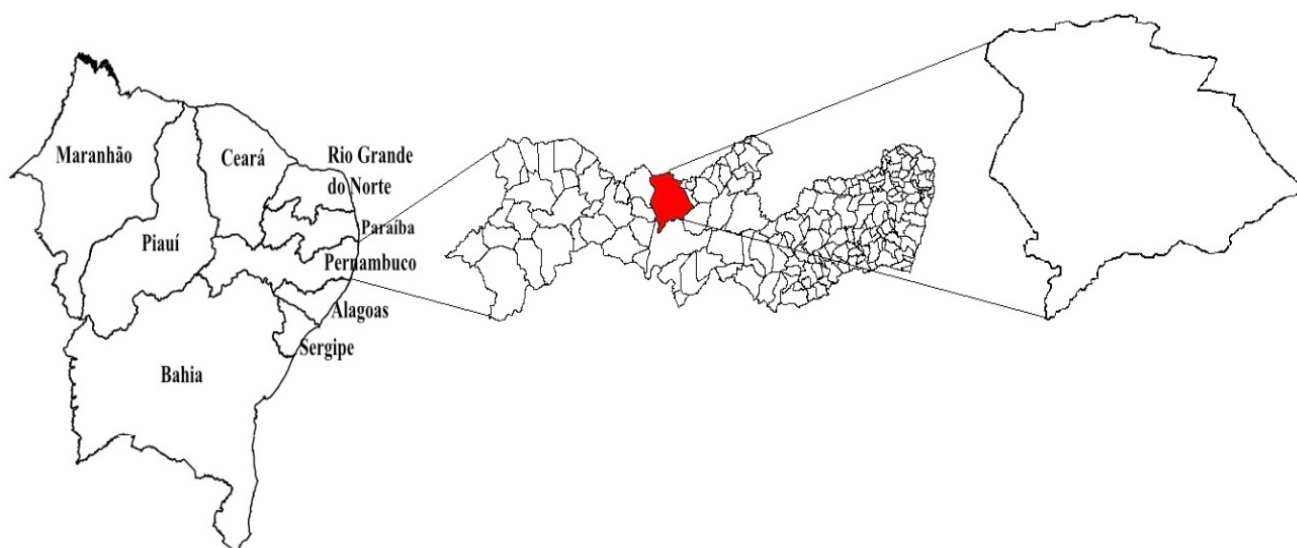 Maranhão
Ceará
Rio Grande
do Norte
Paraíba
Piauí
Pernambuco
Alagoas
Sergipe
Bahia